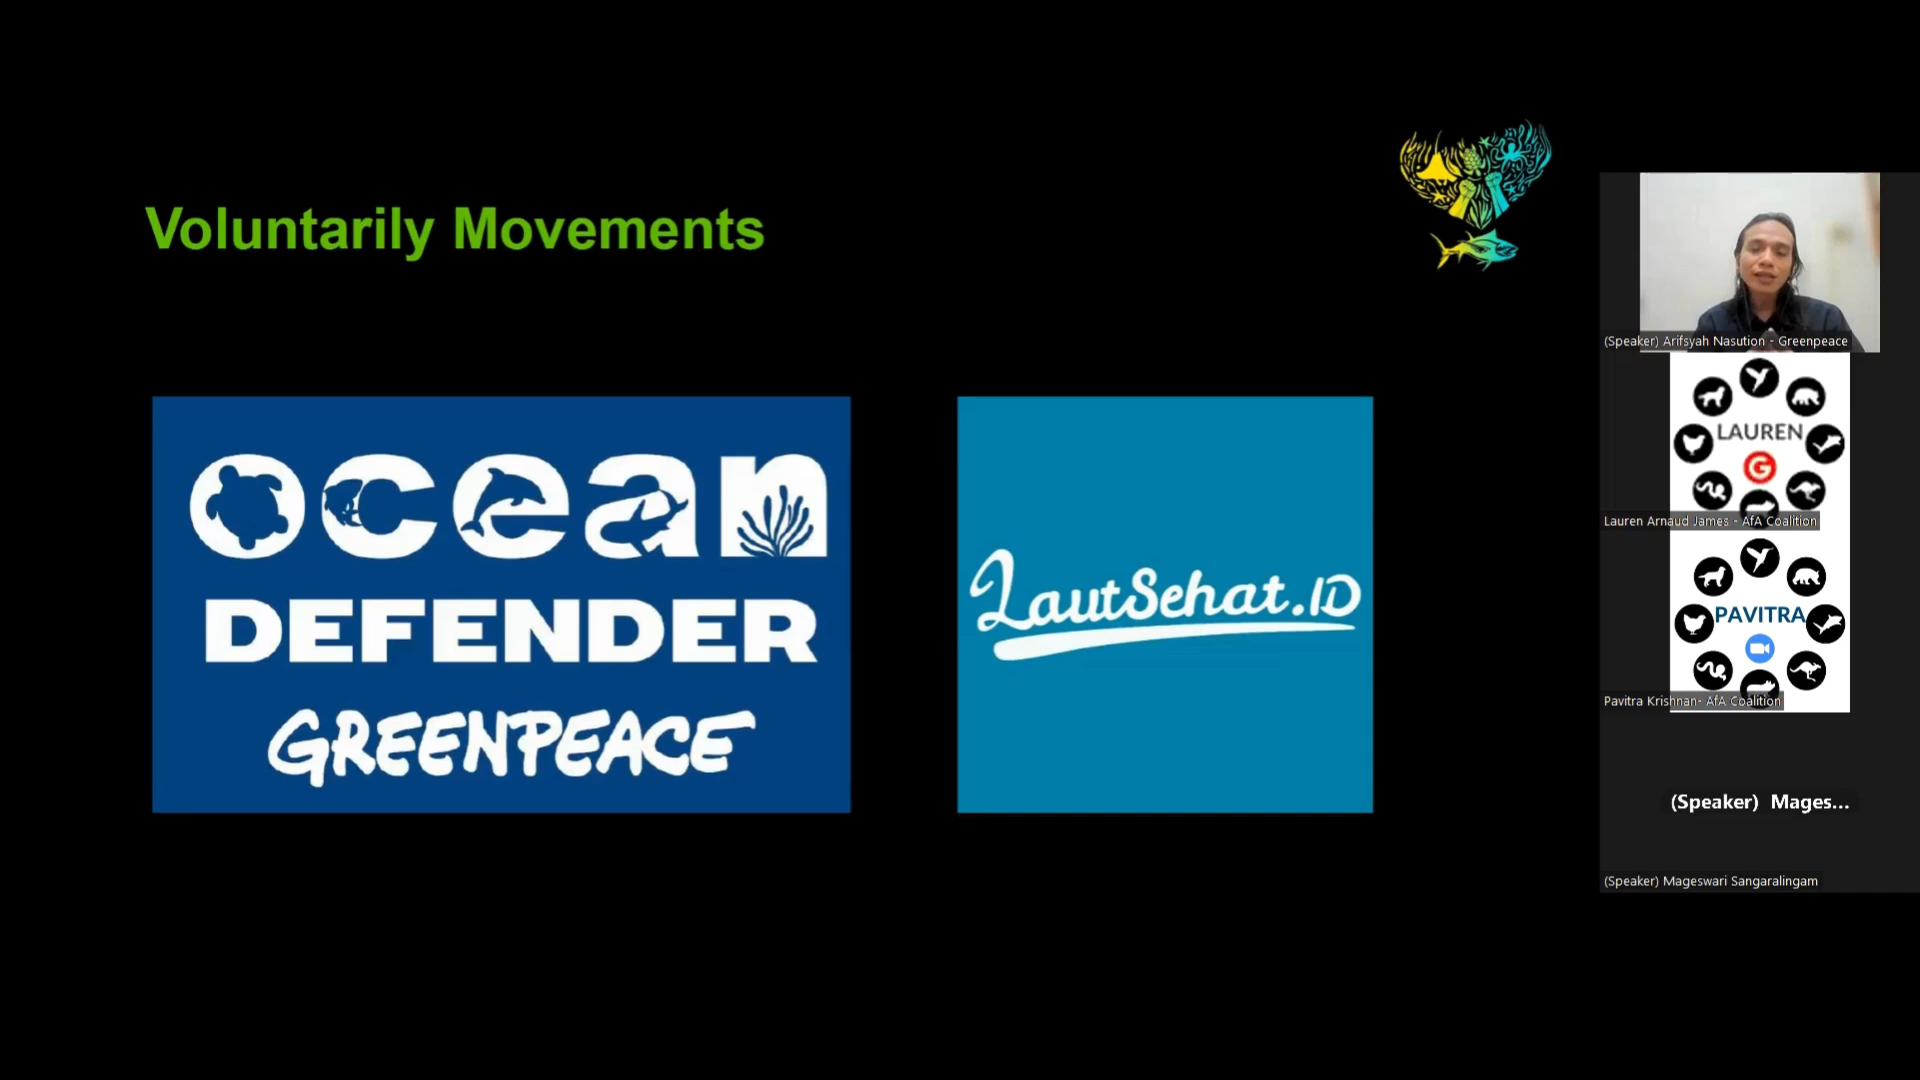 Voluntarily Movements
ocean
DEFENDER
GREENPEACE
LautSehat.ID
(Speaker) Arifsyah Nasution - Greenpeace
LAUREN
G
Lauren Arnaud James - AfA Coalition
PAVITRA
Pavitra Krishnan- AfA Coalition
(Speaker) Mages...
(Speaker) Mageswari Sangaralingam